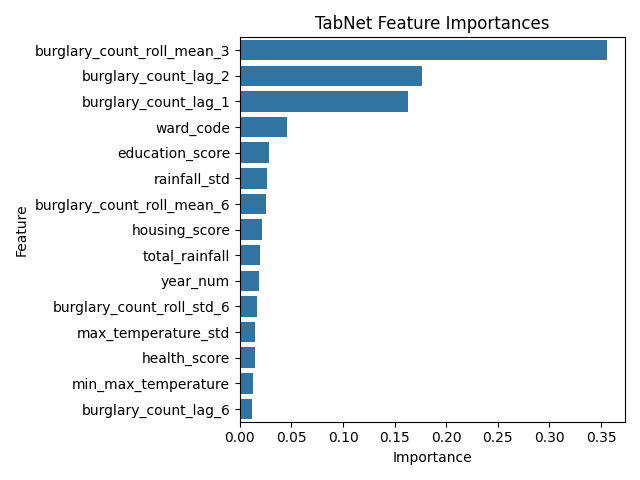 TabNet Feature Importances
burglary_count_roll_mean_3
burglary_count_lag_2
burglary_count_lag_1
ward_code
education_score
rainfall_std
burglary_count_roll_mean_6
housing_score
total_rainfall
year_num
burglary_count_roll_std_6
max_temperature_std
health_score
min_max_temperature
burglary_count_lag_6
Feature
0.00 0.05 0.10 0.15 0.20 0.25 0.30 0.35
Importance